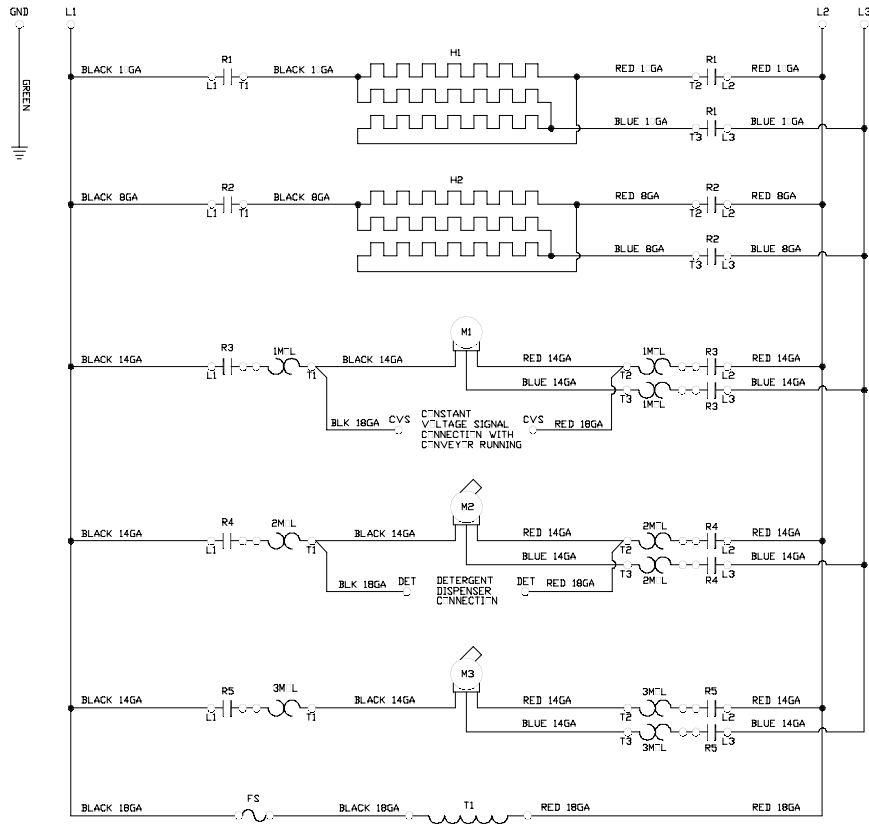 GND
L1
L2
L3
GREEN
R1
H1
R1
BLACK 1 GA
BLACK 1 GA
RED 1 GA
RED 1 GA
L1
T1
T2
L2
R1
BLUE 1 GA
BLUE 1 GA
T3
L3
R2
H2
R2
BLACK 8GA
BLACK 8GA
RED 8GA
RED 8GA
L1
T1
T2
L2
R2
BLUE 8GA
BLUE 8GA
T3
L3
M1
R3
1M L
1M L
R3
BLACK 14GA
BLACK 14GA
RED 14GA
RED 14GA
L1
T1
T2
L2
BLUE 14GA
BLUE 14GA
T3
1M L
R3
L3
BLK 18GA
CVS
C NSTANT
V LTAGE SIGNAL
C NNECTION WITH
C NVEYER RUNNING
CVS
RED 18GA
M2
R4
2M L
2M L
R4
BLACK 14GA
BLACK 14GA
RED 14GA
RED 14GA
L1
T1
T2
L2
BLUE 14GA
BLUE 14GA
T3
2M L
R4
L3
BLK 18GA
DET
DETERGENT
DISPENSER
C NNECTION
DET
RED 18GA
M3
R5
3M L
3M L
R5
BLACK 14GA
BLACK 14GA
RED 14GA
RED 14GA
L1
T1
T2
L2
BLUE 14GA
BLUE 14GA
T3
3M L
R5
L3
FS
T1
BLACK 18GA
BLACK 18GA
RED 18GA
RED 18GA